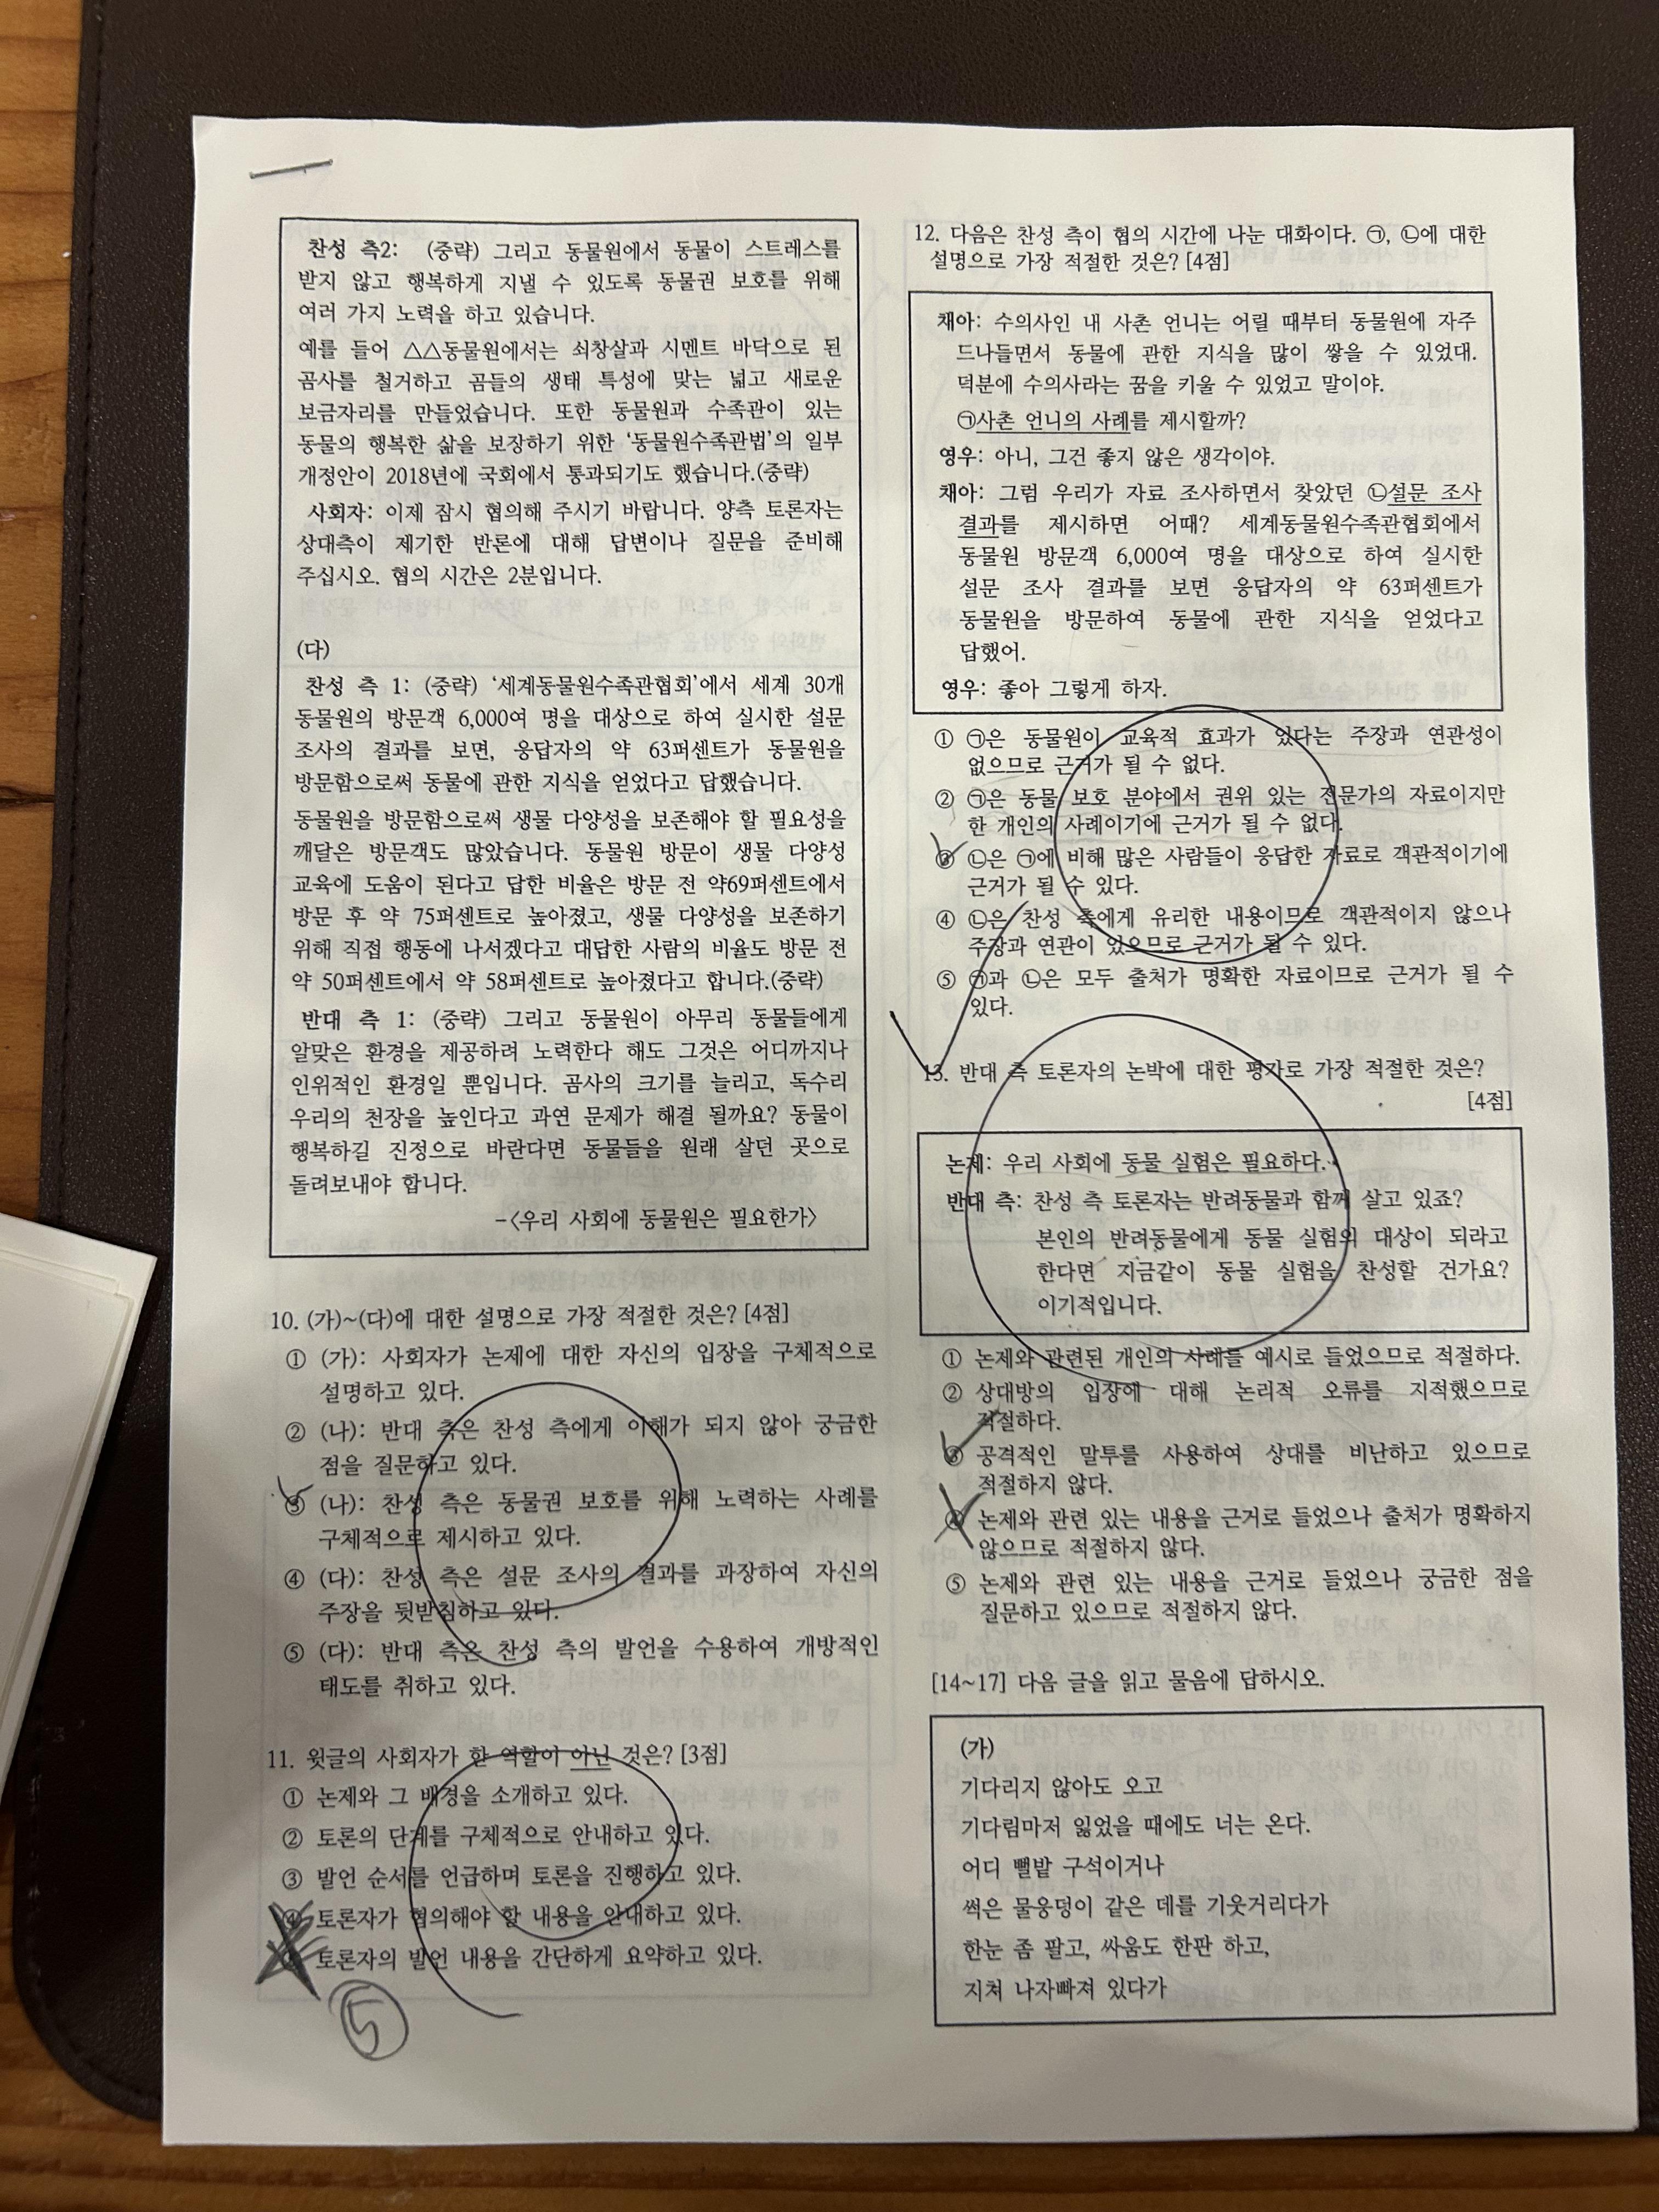 찬성 측2: (중략) 그리고 동물원에서 동물이 스트레스를
받지 않고 행복하게 지낼 수 있도록 동물권 보호를 위해
여러 가지 노력을 하고 있습니다.
예를 들어 △△동물원에서는 쇠창살과 시멘트 바닥으로 된
곰사를 철거하고 곰들의 생태 특성에 맞는 넓고 새로운
보금자리를 만들었습니다. 또한 동물원과 수족관이 있는
동물의 행복한 삶을 보장하기 위한 '동물원수족관법'의 일부
개정안이 2018년에 국회에서 통과되기도 했습니다.(중략)
사회자: 이제 잠시 협의해 주시기 바랍니다. 양측 토론자는
상대측이 제기한 반론에 대해 답변이나 질문을 준비해
주십시오. 협의 시간은 2분입니다.
(다)
찬성 측 1: (중략) '세계동물원수족관협회'에서 세계 30개
동물원의 방문객 6,000여 명을 대상으로 하여 실시한 설문
조사의 결과를 보면, 응답자의 약 63퍼센트가 동물원을
방문함으로써 동물에 관한 지식을 얻었다고 답했습니다.
동물원을 방문함으로써 생물 다양성을 보존해야 할 필요성을
깨달은 방문객도 많았습니다. 동물원 방문이 생물 다양성
교육에 도움이 된다고 답한 비율은 방문 전 약69퍼센트에서
방문 후 약 75퍼센트로 높아졌고, 생물 다양성을 보존하기
위해 직접 행동에 나서겠다고 대답한 사람의 비율도 방문 전
약 50퍼센트에서 약 58퍼센트로 높아졌다고 합니다.(중략)
반대 측 1: (중략) 그리고 동물원이 아무리 동물들에게
알맞은 환경을 제공하려 노력한다 해도 그것은 어디까지나
인위적인 환경일 뿐입니다. 곰사의 크기를 늘리고, 독수리
우리의 천장을 높인다고 과연 문제가 해결 될까요? 동물이
행복하길 진정으로 바란다면 동물들을 원래 살던 곳으로
돌려보내야 합니다.
-<우리 사회에 동물원은 필요한가>
10. (가)~(다)에 대한 설명으로 가장 적절한 것은? [4점]
① (가): 사회자가 논제에 대한 자신의 입장을 구체적으로
설명하고 있다.
② (나): 반대 측은 찬성 측에게 이해가 되지 않아 궁금한
점을 질문하고 있다.
③ (나): 찬성 측은 동물권 보호를 위해 노력하는 사례를
구체적으로 제시하고 있다.
④ (다): 찬성 측은 설문 조사의 결과를 과장하여 자신의
주장을 뒷받침하고 있다.
⑤ (다): 반대 측은 찬성 측의 발언을 수용하여 개방적인
태도를 취하고 있다.
11. 윗글의 사회자가 한 역할이 아닌 것은? [3점]
① 논제와 그 배경을 소개하고 있다.
② 토론의 단계를 구체적으로 안내하고 있다.
③ 발언 순서를 언급하며 토론을 진행하고 있다.
④ 토론자가 협의해야 할 내용을 안내하고 있다.
⑤ 토론자의 발언 내용을 간단하게 요약하고 있다.
⑤
12. 다음은 찬성 측이 협의 시간에 나눈 대화이다. ㉠, ㉡에 대한
설명으로 가장 적절한 것은? [4점]
채아: 수의사인 내 사촌 언니는 어릴 때부터 동물원에 자주
드나들면서 동물에 관한 지식을 많이 쌓을 수 있었대.
덕분에 수의사라는 꿈을 키울 수 있었고 말이야.
㉠사촌 언니의 사례를 제시할까?
영우: 아니, 그건 좋지 않은 생각이야.
채아: 그럼 우리가 자료 조사하면서 찾았던 ㉡설문 조사
결과를 제시하면 어때? 세계동물원수족관협회에서
동물원 방문객 6,000여 명을 대상으로 하여 실시한
설문 조사 결과를 보면 응답자의 약 63퍼센트가
동물원을 방문하여 동물에 관한 지식을 얻었다고
답했어.
영우: 좋아 그렇게 하자.
① ㉠은 동물원이 교육적 효과가 있다는 주장과 연관성이
없으므로 근거가 될 수 없다.
② ㉠은 동물 보호 분야에서 권위 있는 전문가의 자료이지만
한 개인의 사례이기에 근거가 될 수 없다.
③ ㉡은 ㉠에 비해 많은 사람들이 응답한 자료로 객관적이기에
근거가 될 수 있다.
④ ㉡은 찬성 측에게 유리한 내용이므로 객관적이지 않으나
주장과 연관이 있으므로 근거가 될 수 있다.
⑤ ㉠과 ㉡은 모두 출처가 명확한 자료이므로 근거가 될 수
있다.
13. 반대 측 토론자의 논박에 대한 평가로 가장 적절한 것은?
[4점]
논제: 우리 사회에 동물 실험은 필요하다.
반대 측: 찬성 측 토론자는 반려동물과 함께 살고 있죠?
본인의 반려동물에게 동물 실험의 대상이 되라고
한다면 지금같이 동물 실험을 찬성할 건가요?
이기적입니다.
① 논제와 관련된 개인의 사례를 예시로 들었으므로 적절하다.
② 상대방의 입장에 대해 논리적 오류를 지적했으므로
적절하다.
③ 공격적인 말투를 사용하여 상대를 비난하고 있으므로
적절하지 않다.
④ 논제와 관련 있는 내용을 근거로 들었으나 출처가 명확하지
않으므로 적절하지 않다.
⑤ 논제와 관련 있는 내용을 근거로 들었으나 궁금한 점을
질문하고 있으므로 적절하지 않다.
[14~17] 다음 글을 읽고 물음에 답하시오.
(가)
기다리지 않아도 오고
기다림마저 잃었을 때에도 너는 온다.
어디 뻘밭 구석이거나
썩은 물웅덩이 같은 데를 기웃거리다가
한눈 좀 팔고, 싸움도 한판 하고,
지쳐 나자빠져 있다가